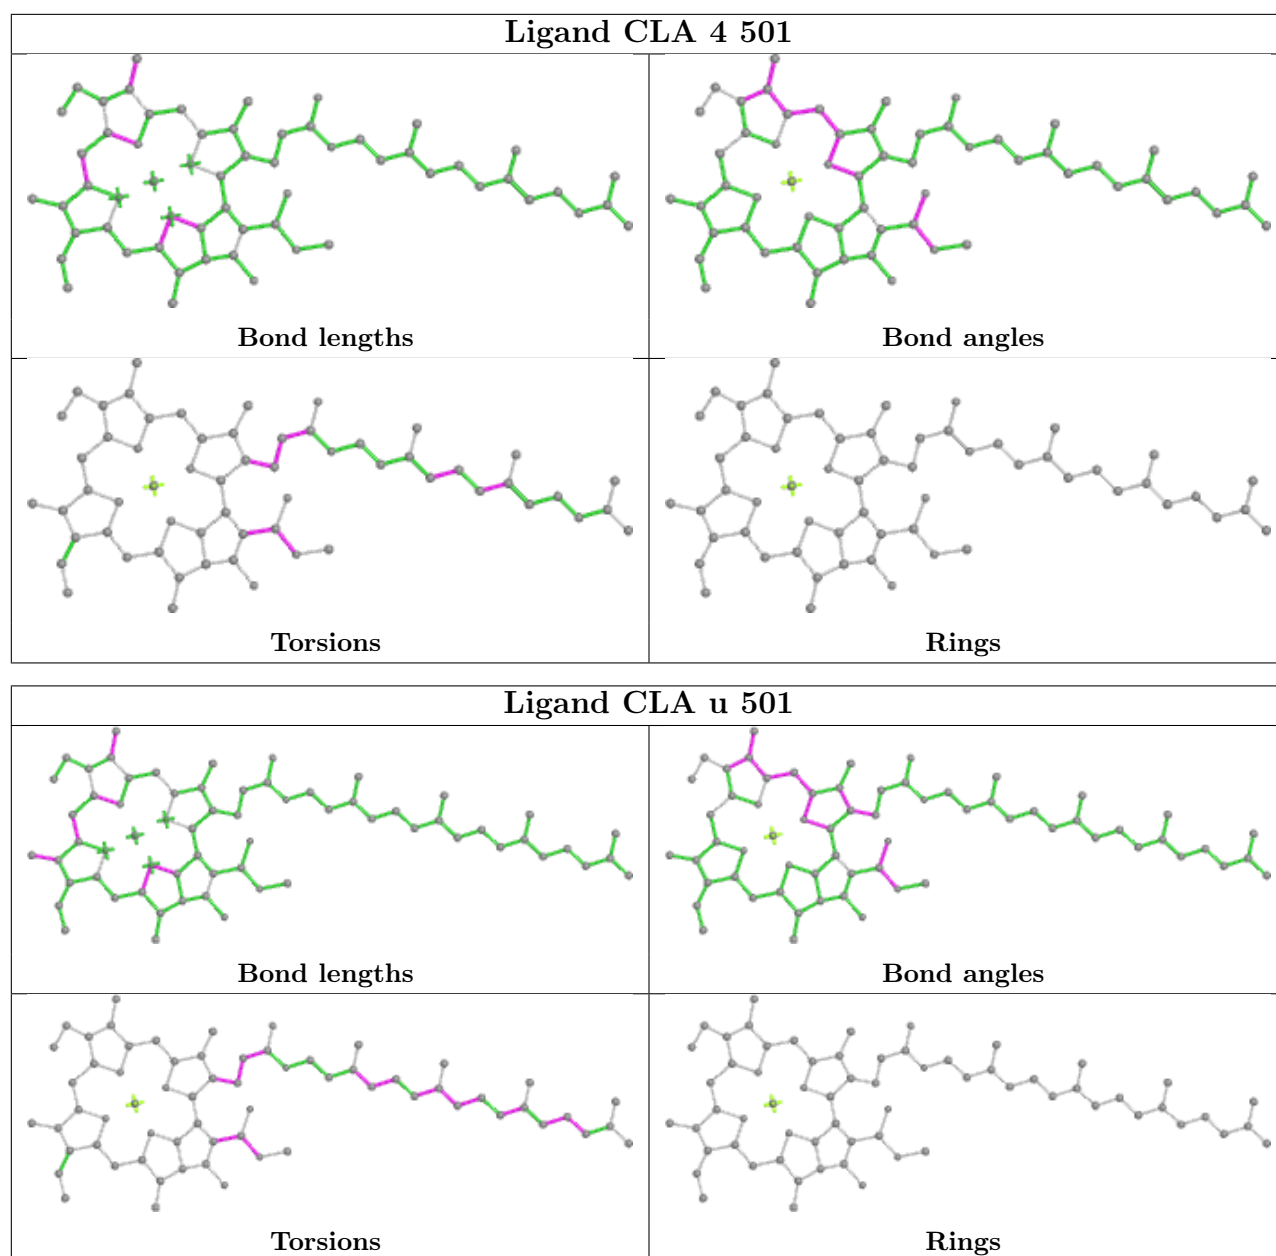 Ligand CLA 4 501
Bond lengths
Bond angles
Torsions
Rings
Ligand CLA u 501
Bond lengths
Bond angles
Torsions
Rings